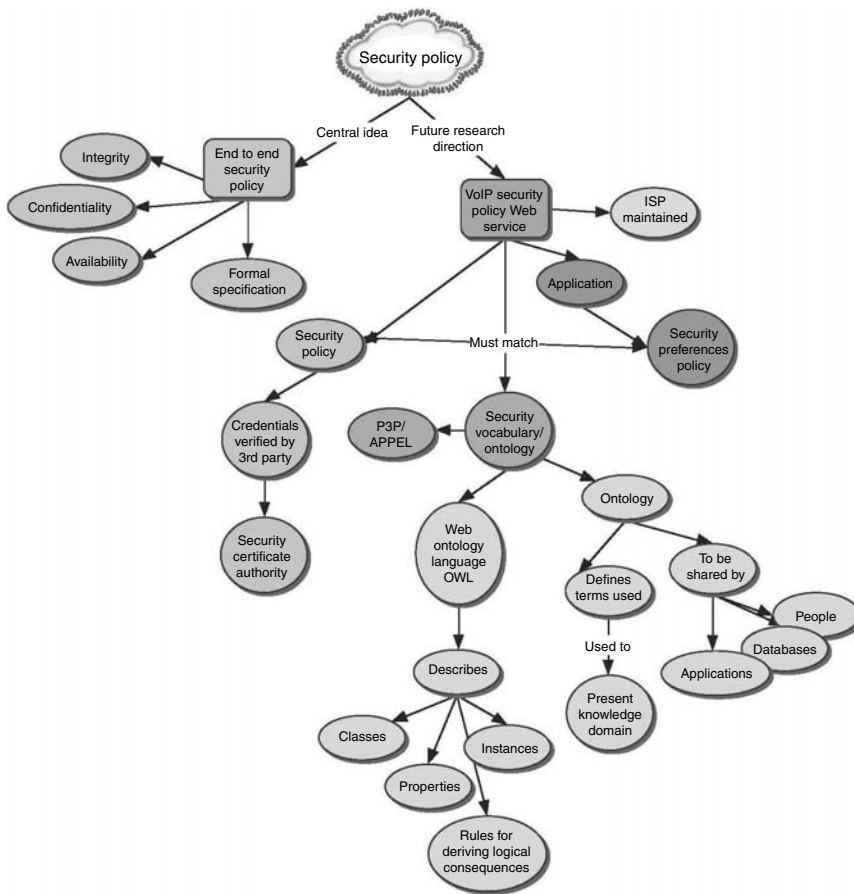 Security policy
Central idea
Future research
direction
Integrity
End to end
security
policy
Confidentiality
VoIP security
policy Web
service
ISP
maintained
Availability
Formal
specification
Application
Security
policy
Must match
Security
preferences
policy
Credentials
verified by
3rd party
P3P/
APPEL
Security
vocabulary/
ontology
Ontology
Security
certificate
authority
Web
ontology
language
OWL
To be
shared by
Defines
terms used
People
Databases
Applications
Used to
Describes
Present
knowledge
domain
Classes
Instances
Properties
Rules for
deriving logical
consequences